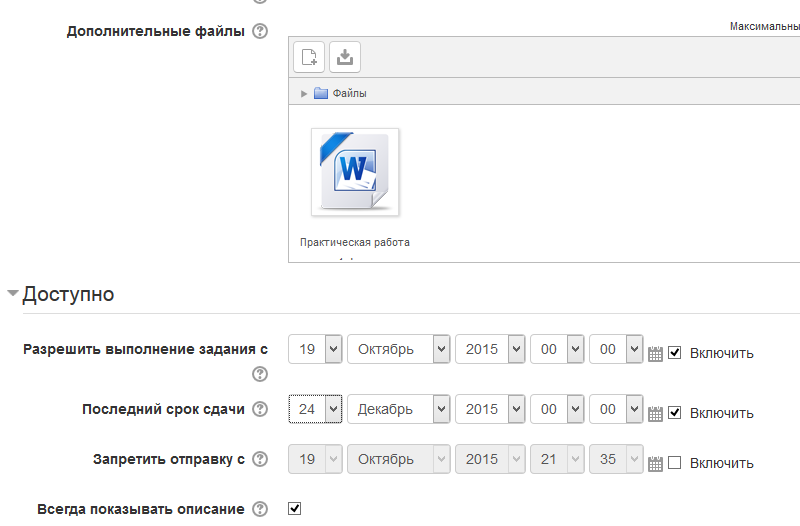 Максимальны
Дополнительные файлы
Файлы
W
Практическая работа
Доступно
Разрешить выполнение задания с 19 Октябрь 2015 00 00 Включить
Последний срок сдачи 24 Декабрь 2015 00 00 Включить
Запретить отправку с 19 Октябрь 2015 21 35 Включить
Всегда показывать описание